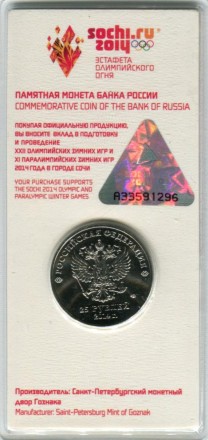 sochi.ru
2014
ЭСТАФЕТА
ОЛИМПИЙСКОГО
ОГНЯ
ПАМЯТНАЯ МОНЕТА БАНКА РОССИИ
COMMEMORATIVE COIN OF THE BANK OF RUSSIA
ПОКУПАЯ ОФИЦИАЛЬНУЮ ПРОДУКЦИЮ,
ВЫ ВНОСИТЕ ВКЛАД В ПОДГОТОВКУ
И ПРОВЕДЕНИЕ
XXII ОЛИМПИЙСКИХ ЗИМНИХ ИГР И
XI ПАРАЛИМПИЙСКИХ ЗИМНИХ ИГР
2014 ГОДА В ГОРОДЕ СОЧИ
YOUR PURCHASE SUPPORTS
THE SOCHI 2014 OLYMPIC AND
PARALYMPIC WINTER GAMES
A33591296
РОССИЙСКАЯ ФЕДЕРАЦИЯ
25 РУБЛЕЙ
2014 г.
Производитель: Санкт-Петербургский монетный
двор Гознака
Manufacturer: Saint-Petersburg Mint of Goznak